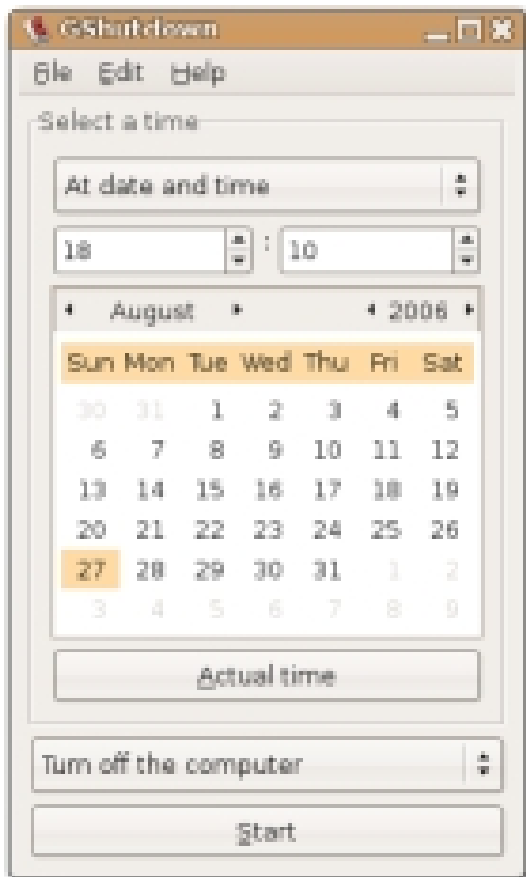 GShutdown
File Edit Help
Select a time
At date and time
18 : 10
August 2006
Sun Mon Tue Wed Thu Fri Sat
30 31 1 2 3 4 5
6 7 8 9 10 11 12
13 14 15 16 17 18 19
20 21 22 23 24 25 26
27 28 29 30 31 1 2
3 4 5 6 7 8 9
Actual time
Turn off the computer
Start